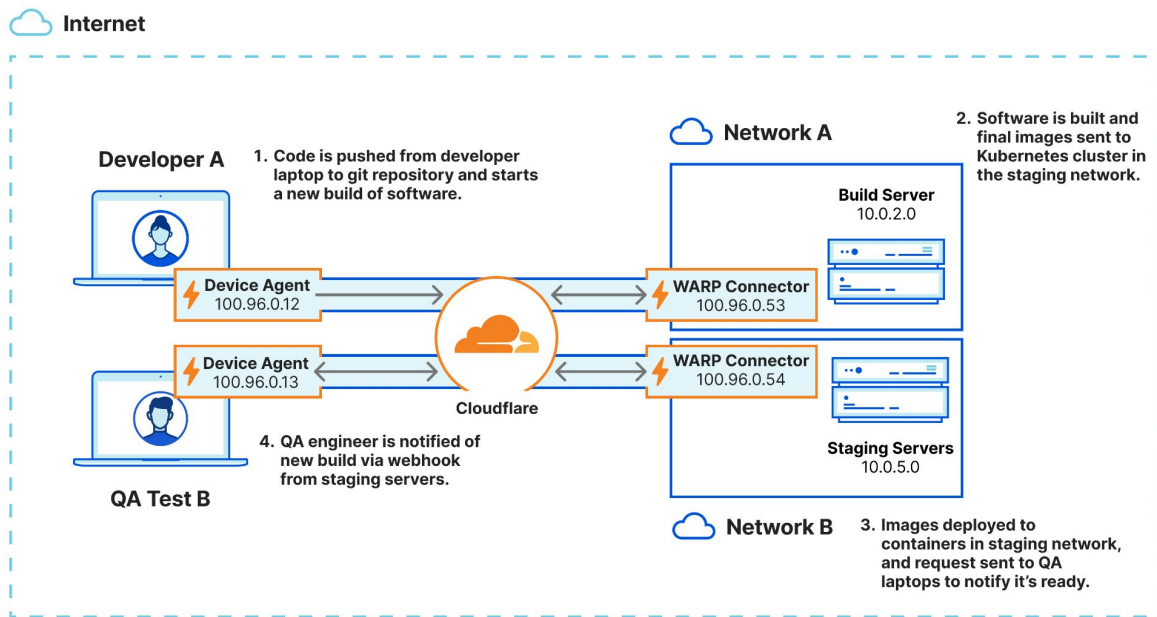 Internet
Developer A
1. Code is pushed from developer
laptop to git repository and starts
a new build of software.
Network A
2. Software is built and
final images sent to
Kubernetes cluster in
the staging network.
Build Server
10.0.2.0
Device Agent
100.96.0.12
WARP Connector
100.96.0.53
Device Agent
100.96.0.13
WARP Connector
100.96.0.54
Cloudflare
4. QA engineer is notified of
new build via webhook
from staging servers.
QA Test B
Staging Servers
10.0.5.0
Network B
3. Images deployed to
containers in staging network,
and request sent to QA
laptops to notify it's ready.